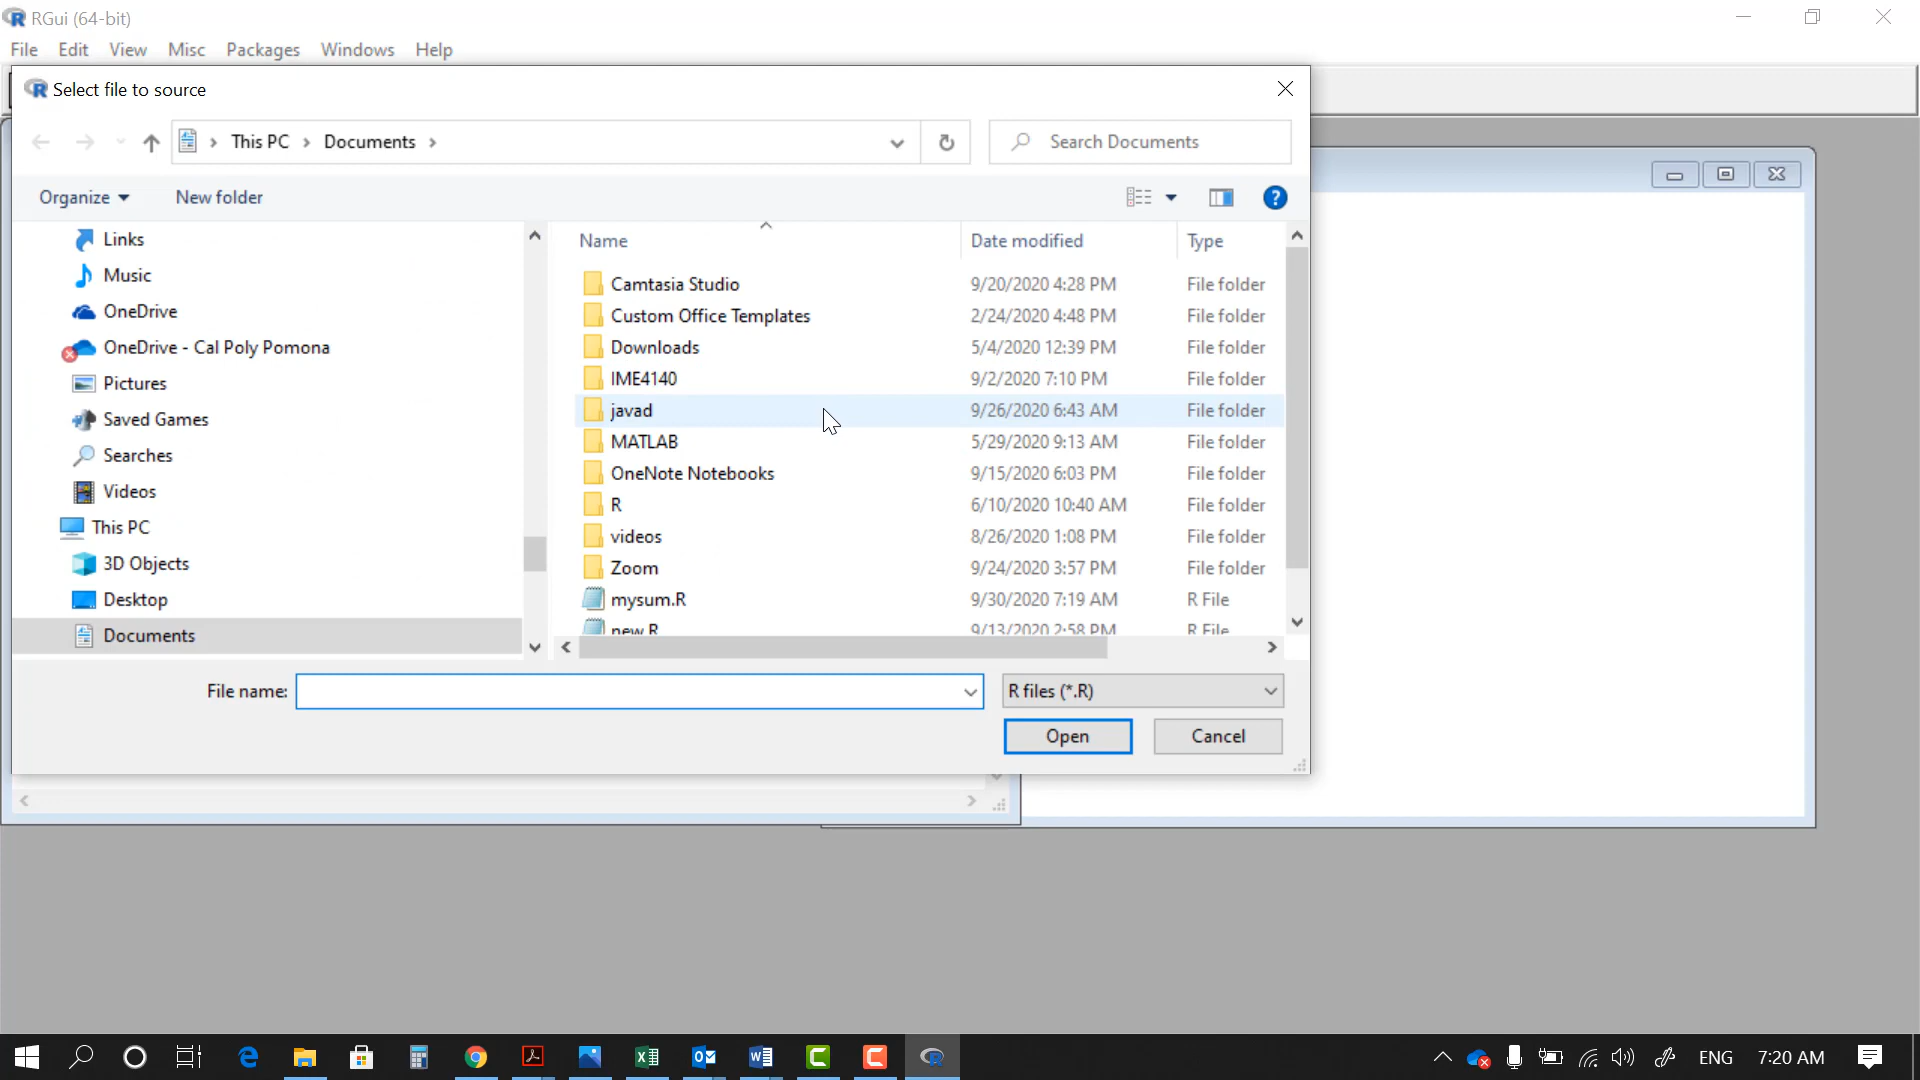 RGui (64-bit)
File Edit View Misc Packages Windows Help
Select file to source
This PC Documents
Search Documents
Organize New folder
Links
Music
OneDrive
OneDrive - Cal Poly Pomona
Pictures
Saved Games
Searches
Videos
This PC
3D Objects
Desktop
Documents
Name Date modified Type
Camtasia Studio 9/20/2020 4:28 PM File folder
Custom Office Templates 2/24/2020 4:48 PM File folder
Downloads 5/4/2020 12:39 PM File folder
IME4140 9/2/2020 7:10 PM File folder
javad 9/26/2020 6:43 AM File folder
MATLAB 5/29/2020 9:13 AM File folder
OneNote Notebooks 9/15/2020 6:03 PM File folder
R 6/10/2020 10:40 AM File folder
videos 8/26/2020 1:08 PM File folder
Zoom 9/24/2020 3:57 PM File folder
mysum.R 9/30/2020 7:19 AM R File
new.R 9/13/2020 2:58 PM R File
File name:
R files (*.R)
Open Cancel
ENG 7:20 AM